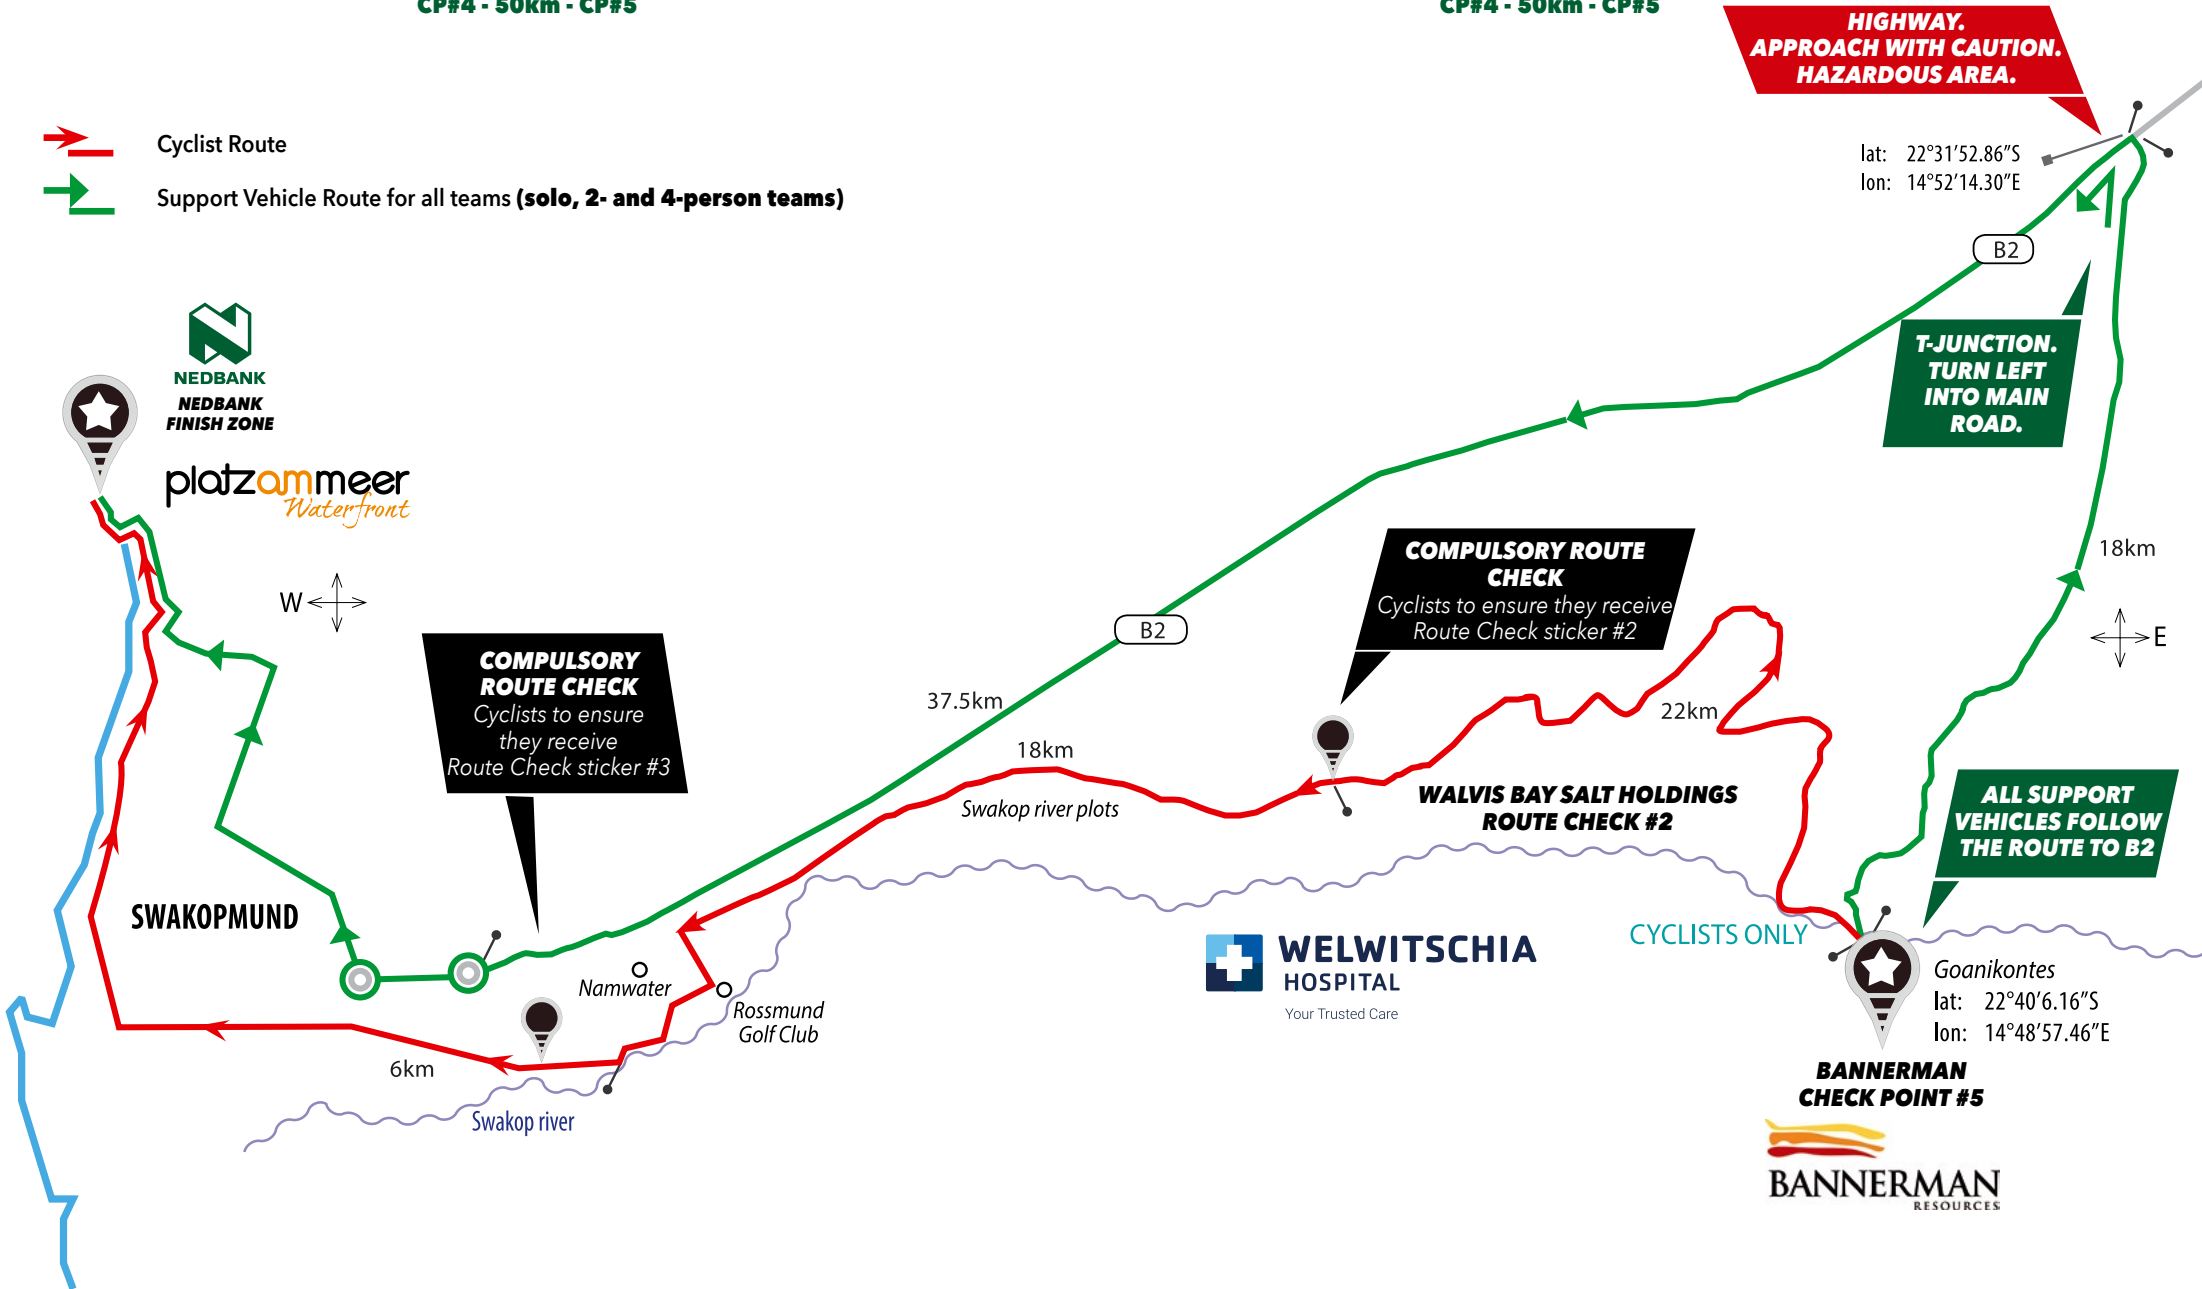 CP#4 - 50km - CP#5
CP#4 - 50km - CP#5
HIGHWAY.
APPROACH WITH CAUTION.
HAZARDOUS AREA.
Cyclist Route
Support Vehicle Route for all teams (solo, 2- and 4-person teams)
lat: 22°31'52.86"S
lon: 14°52'14.30"E
B2
T-JUNCTION.
TURN LEFT
INTO MAIN
ROAD.
NEDBANK
NEDBANK
FINISH ZONE
platzammeer
Waterfront
W
COMPULSORY ROUTE
CHECK
Cyclists to ensure they receive
Route Check sticker #2
18km
E
B2
COMPULSORY
ROUTE CHECK
Cyclists to ensure
they receive
Route Check sticker #3
37.5km
22km
18km
Swakop river plots
WALVIS BAY SALT HOLDINGS
ROUTE CHECK #2
ALL SUPPORT
VEHICLES FOLLOW
THE ROUTE TO B2
SWAKOPMUND
CYCLISTS ONLY
WELWITSCHIA
HOSPITAL
Your Trusted Care
Namwater
Rossmund
Golf Club
Goanikontes
lat: 22°40'6.16"S
lon: 14°48'57.46"E
6km
Swakop river
BANNERMAN
CHECK POINT #5
BANNERMAN
RESOURCES